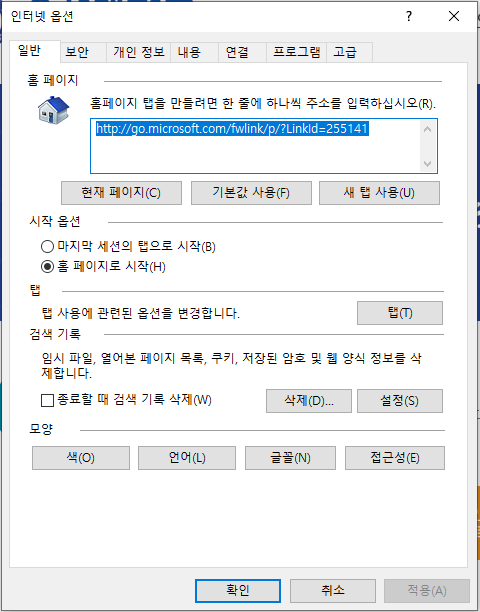 인터넷 옵션
일반 보안 개인 정보 내용 연결 프로그램 고급
홈 페이지
홈페이지 탭을 만들려면 한 줄에 하나씩 주소를 입력하십시오(R).
http://go.microsoft.com/fwlink/p/?LinkId=255141
현재 페이지(C) 기본값 사용(F) 새 탭 사용(U)
시작 옵션
마지막 세션의 탭으로 시작(B)
홈 페이지로 시작(H)
탭
탭 사용에 관련된 옵션을 변경합니다. 탭(T)
검색 기록
임시 파일, 열어본 페이지 목록, 쿠키, 저장된 암호 및 웹 양식 정보를 삭
제합니다.
종료할 때 검색 기록 삭제(W) 삭제(D)... 설정(S)
모양
색(O) 언어(L) 글꼴(N) 접근성(E)
확인 취소 적용(A)